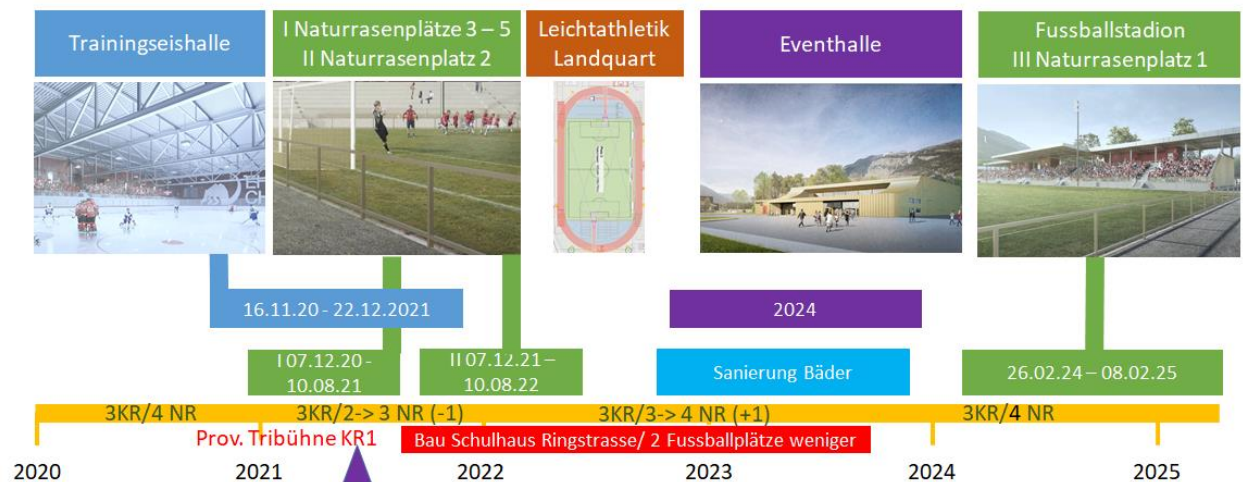 Trainingseishalle
I Naturrasenplätze 3 – 5
II Naturrasenplatz 2
Leichtathletik
Landquart
Eventhalle
Fussballstadion
III Naturrasenplatz 1
16.11.20 - 22.12.2021
2024
I 07.12.20 -
10.08.21
II 07.12.21 –
10.08.22
Sanierung Bäder
26.02.24 – 08.02.25
3KR/4 NR
3KR/2-> 3 NR (-1)
3KR/3-> 4 NR (+1)
3KR/4 NR
Prov. Tribühne KR1
Bau Schulhaus Ringstrasse/ 2 Fussballplätze weniger
2020
2021
2022
2023
2024
2025